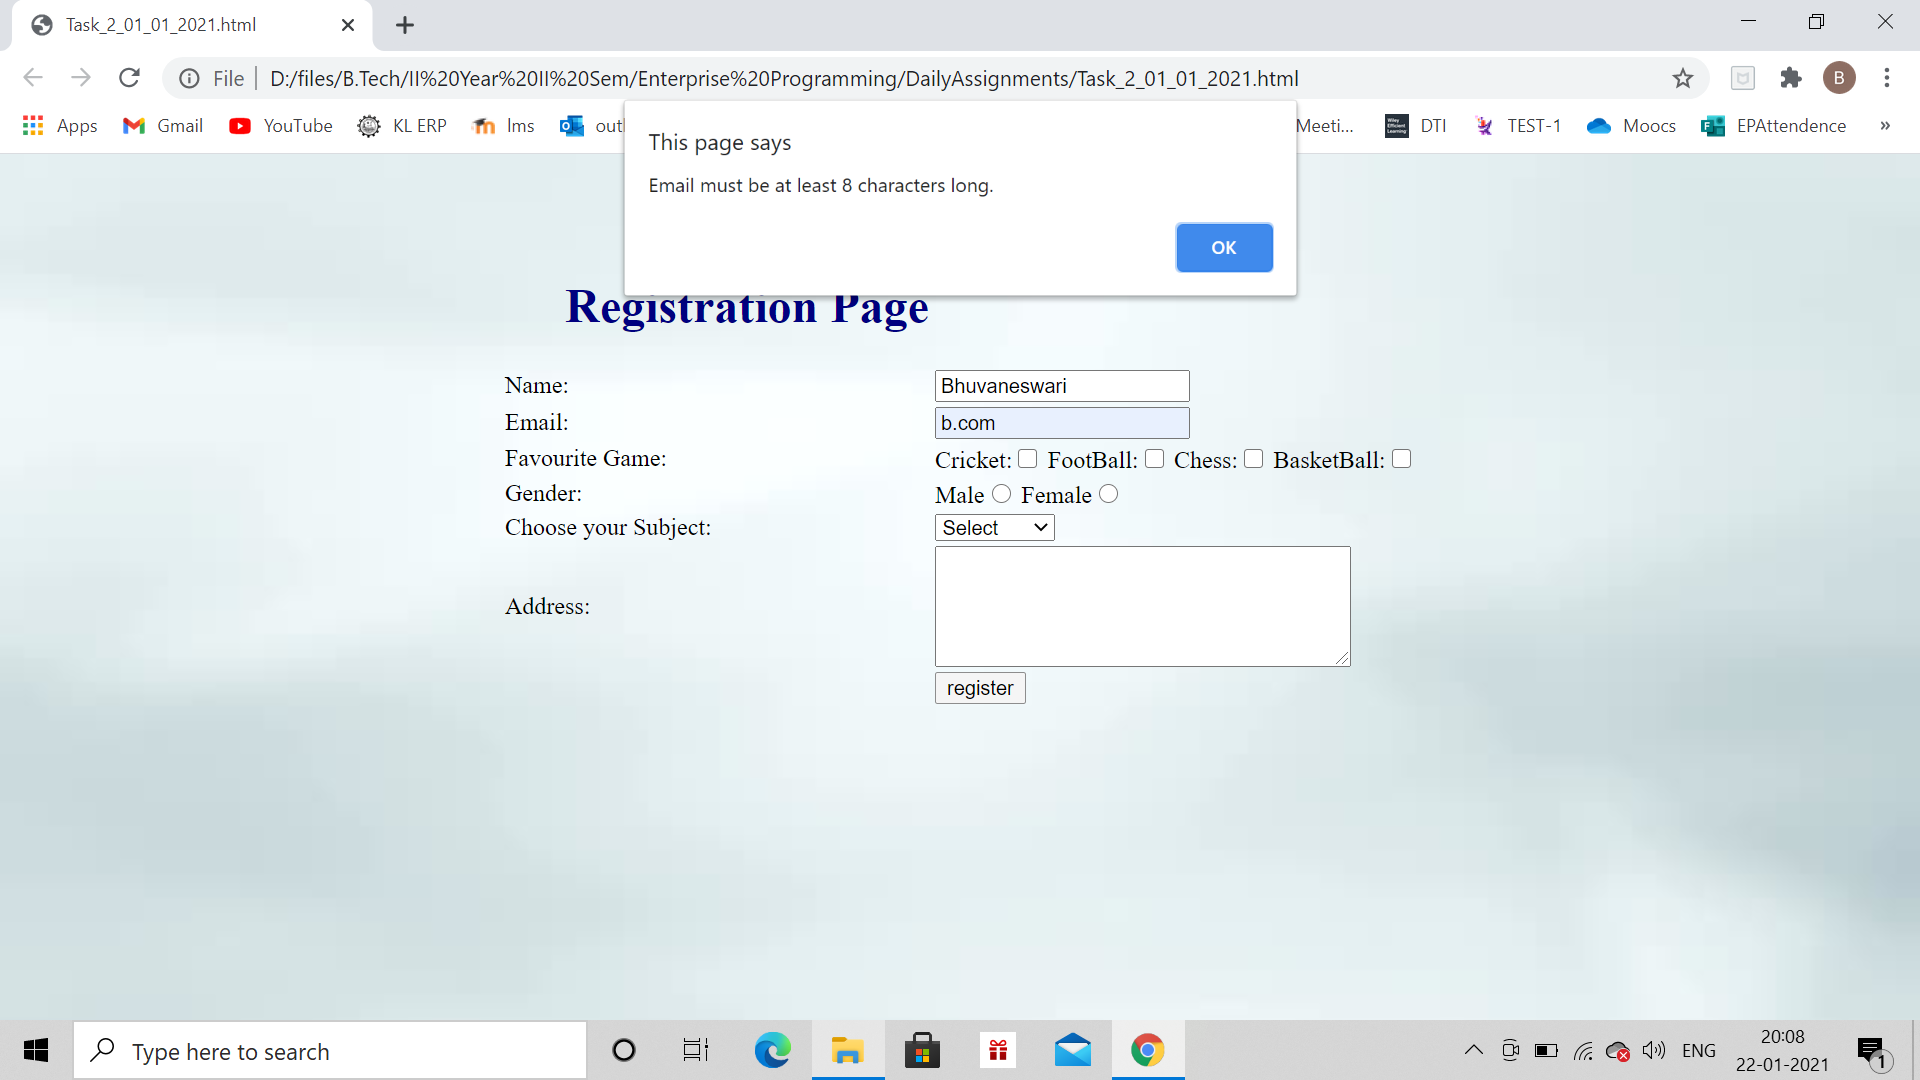 Task_2_01_01_2021.html
File
D:/files/B.Tech/II%20Year%20II%20Sem/Enterprise%20Programming/DailyAssignments/Task_2_01_01_2021.html
B
Apps
Gmail
YouTube
KL ERP
lms
Meeti...
DTI
TEST-1
Moocs
EPAttendence
»
This page says
Email must be at least 8 characters long.
OK
Registration Page
Name: Bhuvaneswari
Email: b.com
Favourite Game: Cricket: FootBall: Chess: BasketBall:
Gender: Male Female
Choose your Subject: Select
Address:
register
Type here to search
ENG
20:08
22-01-2021
1